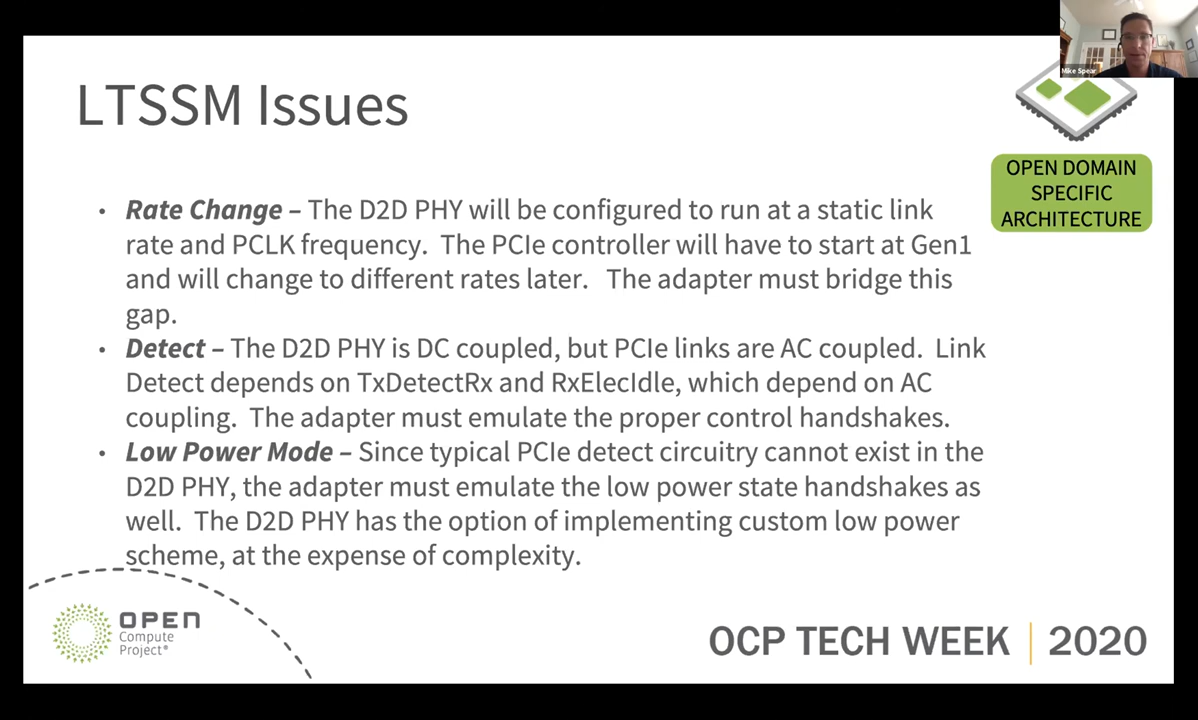 Mike Spear
LTSSM Issues
OPEN DOMAIN
SPECIFIC
ARCHITECTURE
• Rate Change – The D2D PHY will be configured to run at a static link
rate and PCLK frequency.  The PCIe controller will have to start at Gen1
and will change to different rates later.   The adapter must bridge this
gap.
• Detect – The D2D PHY is DC coupled, but PCIe links are AC coupled.  Link
Detect depends on TxDetectRx and RxElecIdle, which depend on AC
coupling.  The adapter must emulate the proper control handshakes.
• Low Power Mode – Since typical PCIe detect circuitry cannot exist in the
D2D PHY, the adapter must emulate the low power state handshakes as
well.  The D2D PHY has the option of implementing custom low power
scheme, at the expense of complexity.
OPEN
Compute
Project®
OCP TECH WEEK | 2020